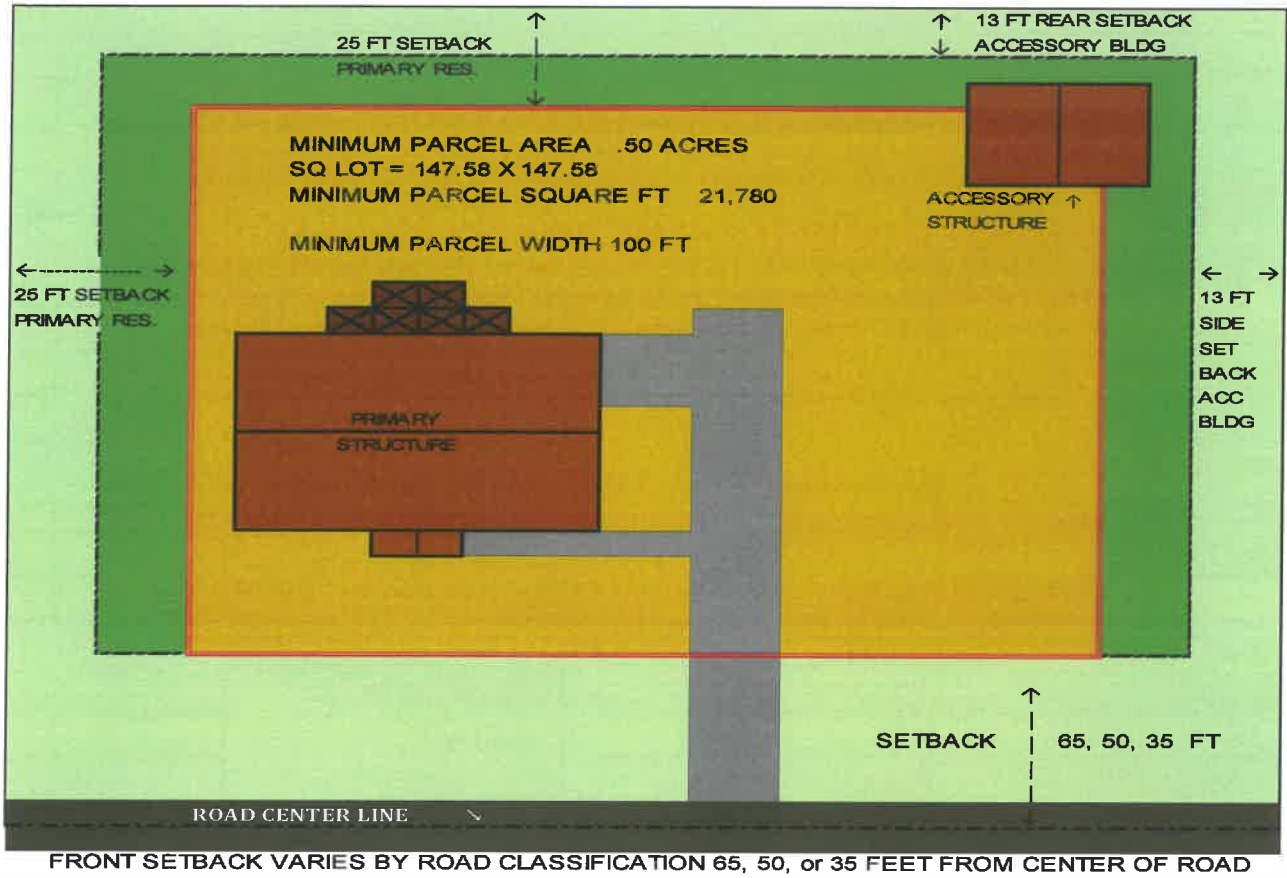 25 FT SETBACK
PRIMARY RES.
13 FT REAR SETBACK
ACCESSORY BLDG
MINIMUM PARCEL AREA .50 ACRES
SQ LOT = 147.58 X 147.58
MINIMUM PARCEL SQUARE FT 21,780
MINIMUM PARCEL WIDTH 100 FT
ACCESSORY ↑
STRUCTURE
25 FT SETBACK
PRIMARY RES.
13 FT
SIDE
SET
BACK
ACC
BLDG
PRIMARY
STRUCTURE
SETBACK 65, 50, 35 FT
ROAD CENTER LINE
FRONT SETBACK VARIES BY ROAD CLASSIFICATION 65, 50, or 35 FEET FROM CENTER OF ROAD